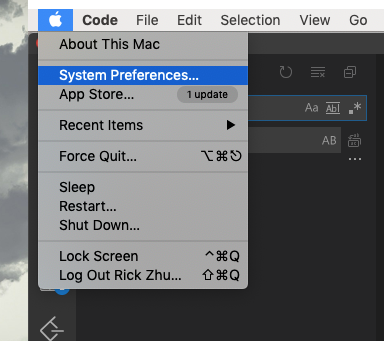 Code File Edit Selection View Go
About This Mac
System Preferences...
App Store... 1 update
Recent Items
Force Quit... ⌥⌘⎋
Sleep
Restart...
Shut Down...
Lock Screen ^⌘Q
Log Out Rick Zhu... ⇧⌘Q
Aa Abl .*
AB
...